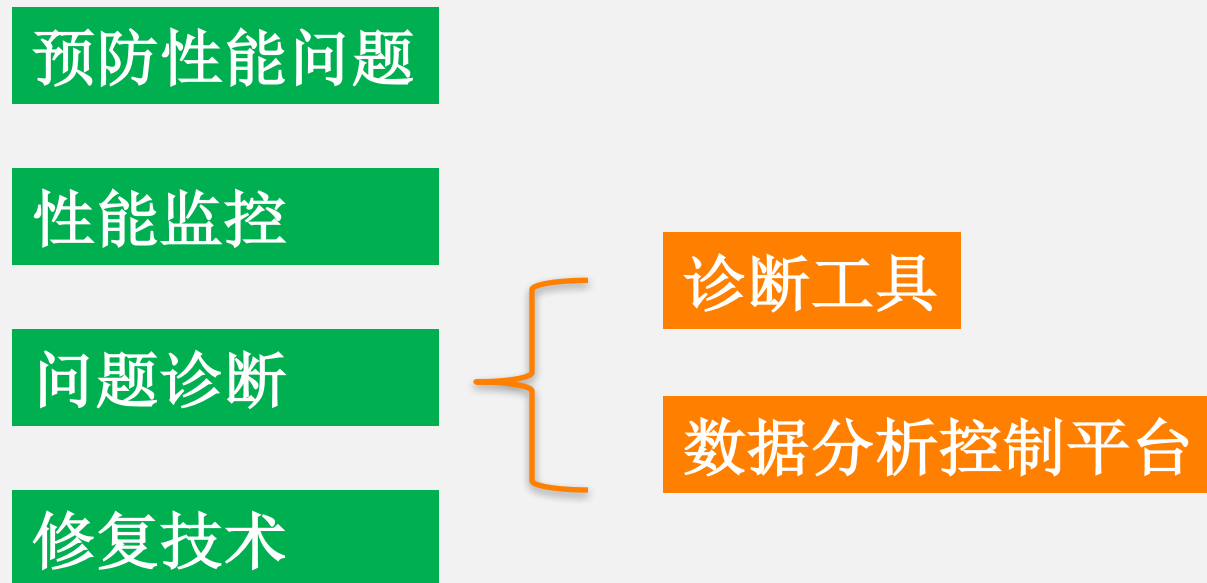 预防性能问题
性能监控
问题诊断
修复技术
诊断工具
数据分析控制平台